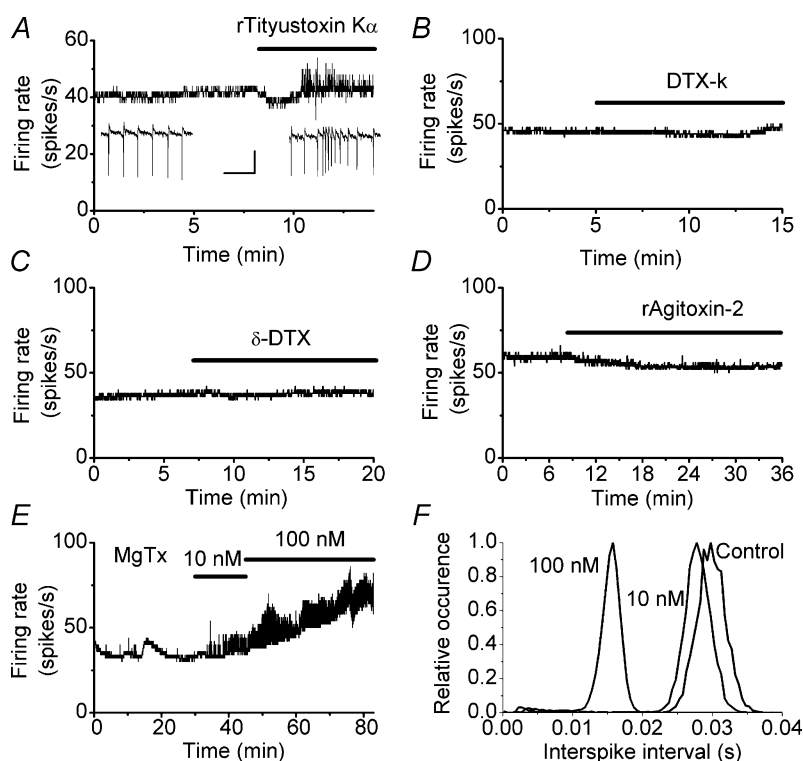 A
rTityustoxin Kα
60
40
20
0
Firing rate
(spikes/s)
0
5
10
Time (min)
B
DTX-k
100
50
0
Firing rate
(spikes/s)
0
5
10
15
Time (min)
C
δ-DTX
100
50
0
Firing rate
(spikes/s)
0
5
10
15
20
Time (min)
D
rAgitoxin-2
100
50
0
Firing rate
(spikes/s)
0
6
12
18
24
30
36
Time (min)
E
MgTx
10 nM
100 nM
100
50
0
Firing rate
(spikes/s)
0
10
20
30
40
50
60
70
80
Time (min)
F
100 nM
10 nM
Control
1.0
0.8
0.6
0.4
0.2
0.0
Relative occurence
0.00
0.01
0.02
0.03
0.04
Interspike interval (s)